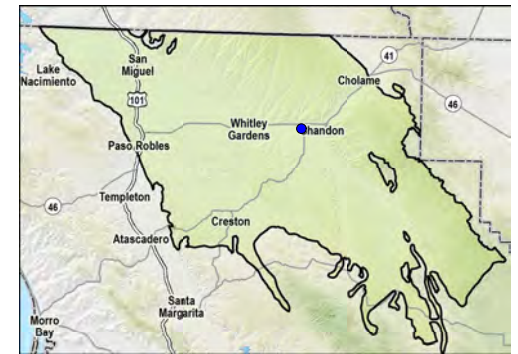 San
Miguel
Lake
Nacimiento
41
Cholame
101
46
Whitley
Gardens
handon
Paso Robles
Templeton
46
Creston
Atascadero
Santa
Margarita
Morro
Bay